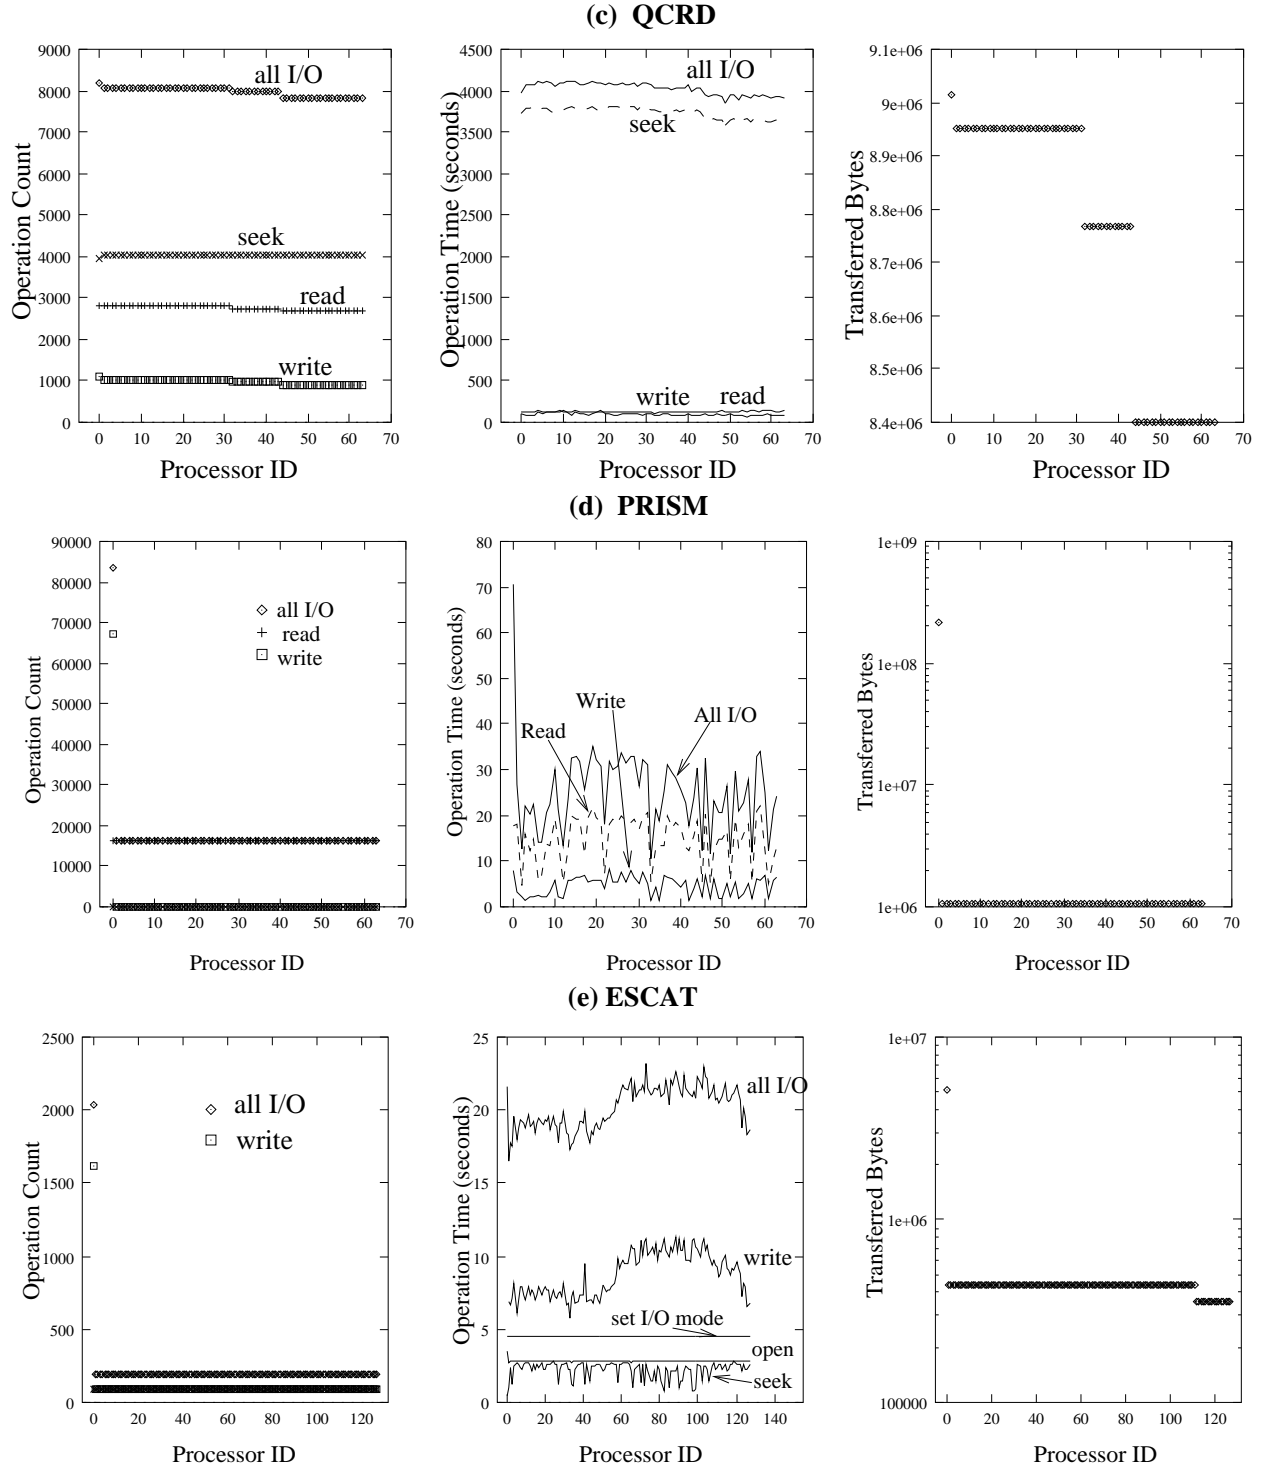 (c) QCRD
9000
8000
7000
6000
5000
4000
3000
2000
1000
0
Operation Count
all I/O
seek
read
write
0 10 20 30 40 50 60 70
Processor ID
4500
4000
3500
3000
2500
2000
1500
1000
500
0
Operation Time (seconds)
all I/O
seek
write read
0 10 20 30 40 50 60 70
Processor ID
9.1e+06
9e+06
8.9e+06
8.8e+06
8.7e+06
8.6e+06
8.5e+06
8.4e+06
Transferred Bytes
0 10 20 30 40 50 60 70
Processor ID
(d) PRISM
90000
80000
70000
60000
50000
40000
30000
20000
10000
0
Operation Count
all I/O
read
write
0 10 20 30 40 50 60 70
Processor ID
80
70
60
50
40
30
20
10
0
Operation Time (seconds)
Write
All I/O
Read
0 10 20 30 40 50 60 70
Processor ID
1e+09
1e+08
1e+07
1e+06
Transferred Bytes
0 10 20 30 40 50 60 70
Processor ID
(e) ESCAT
2500
2000
1500
1000
500
0
Operation Count
all I/O
write
0 20 40 60 80 100 120
Processor ID
25
20
15
10
5
0
Operation Time (seconds)
all I/O
write
set I/O mode
open
seek
0 20 40 60 80 100 120 140
Processor ID
1e+07
1e+06
100000
Transferred Bytes
0 20 40 60 80 100 120
Processor ID